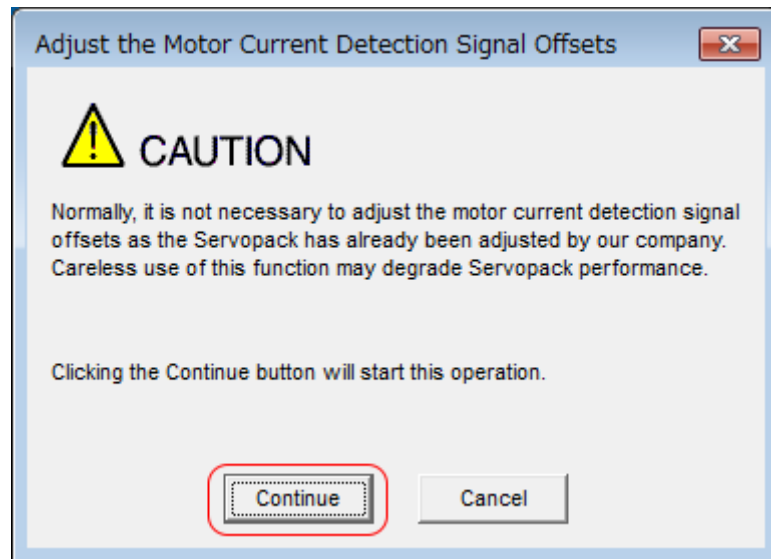 Adjust the Motor Current Detection Signal Offsets
CAUTION
Normally, it is not necessary to adjust the motor current detection signal
offsets as the Servopack has already been adjusted by our company.
Careless use of this function may degrade Servopack performance.
Clicking the Continue button will start this operation.
Continue
Cancel